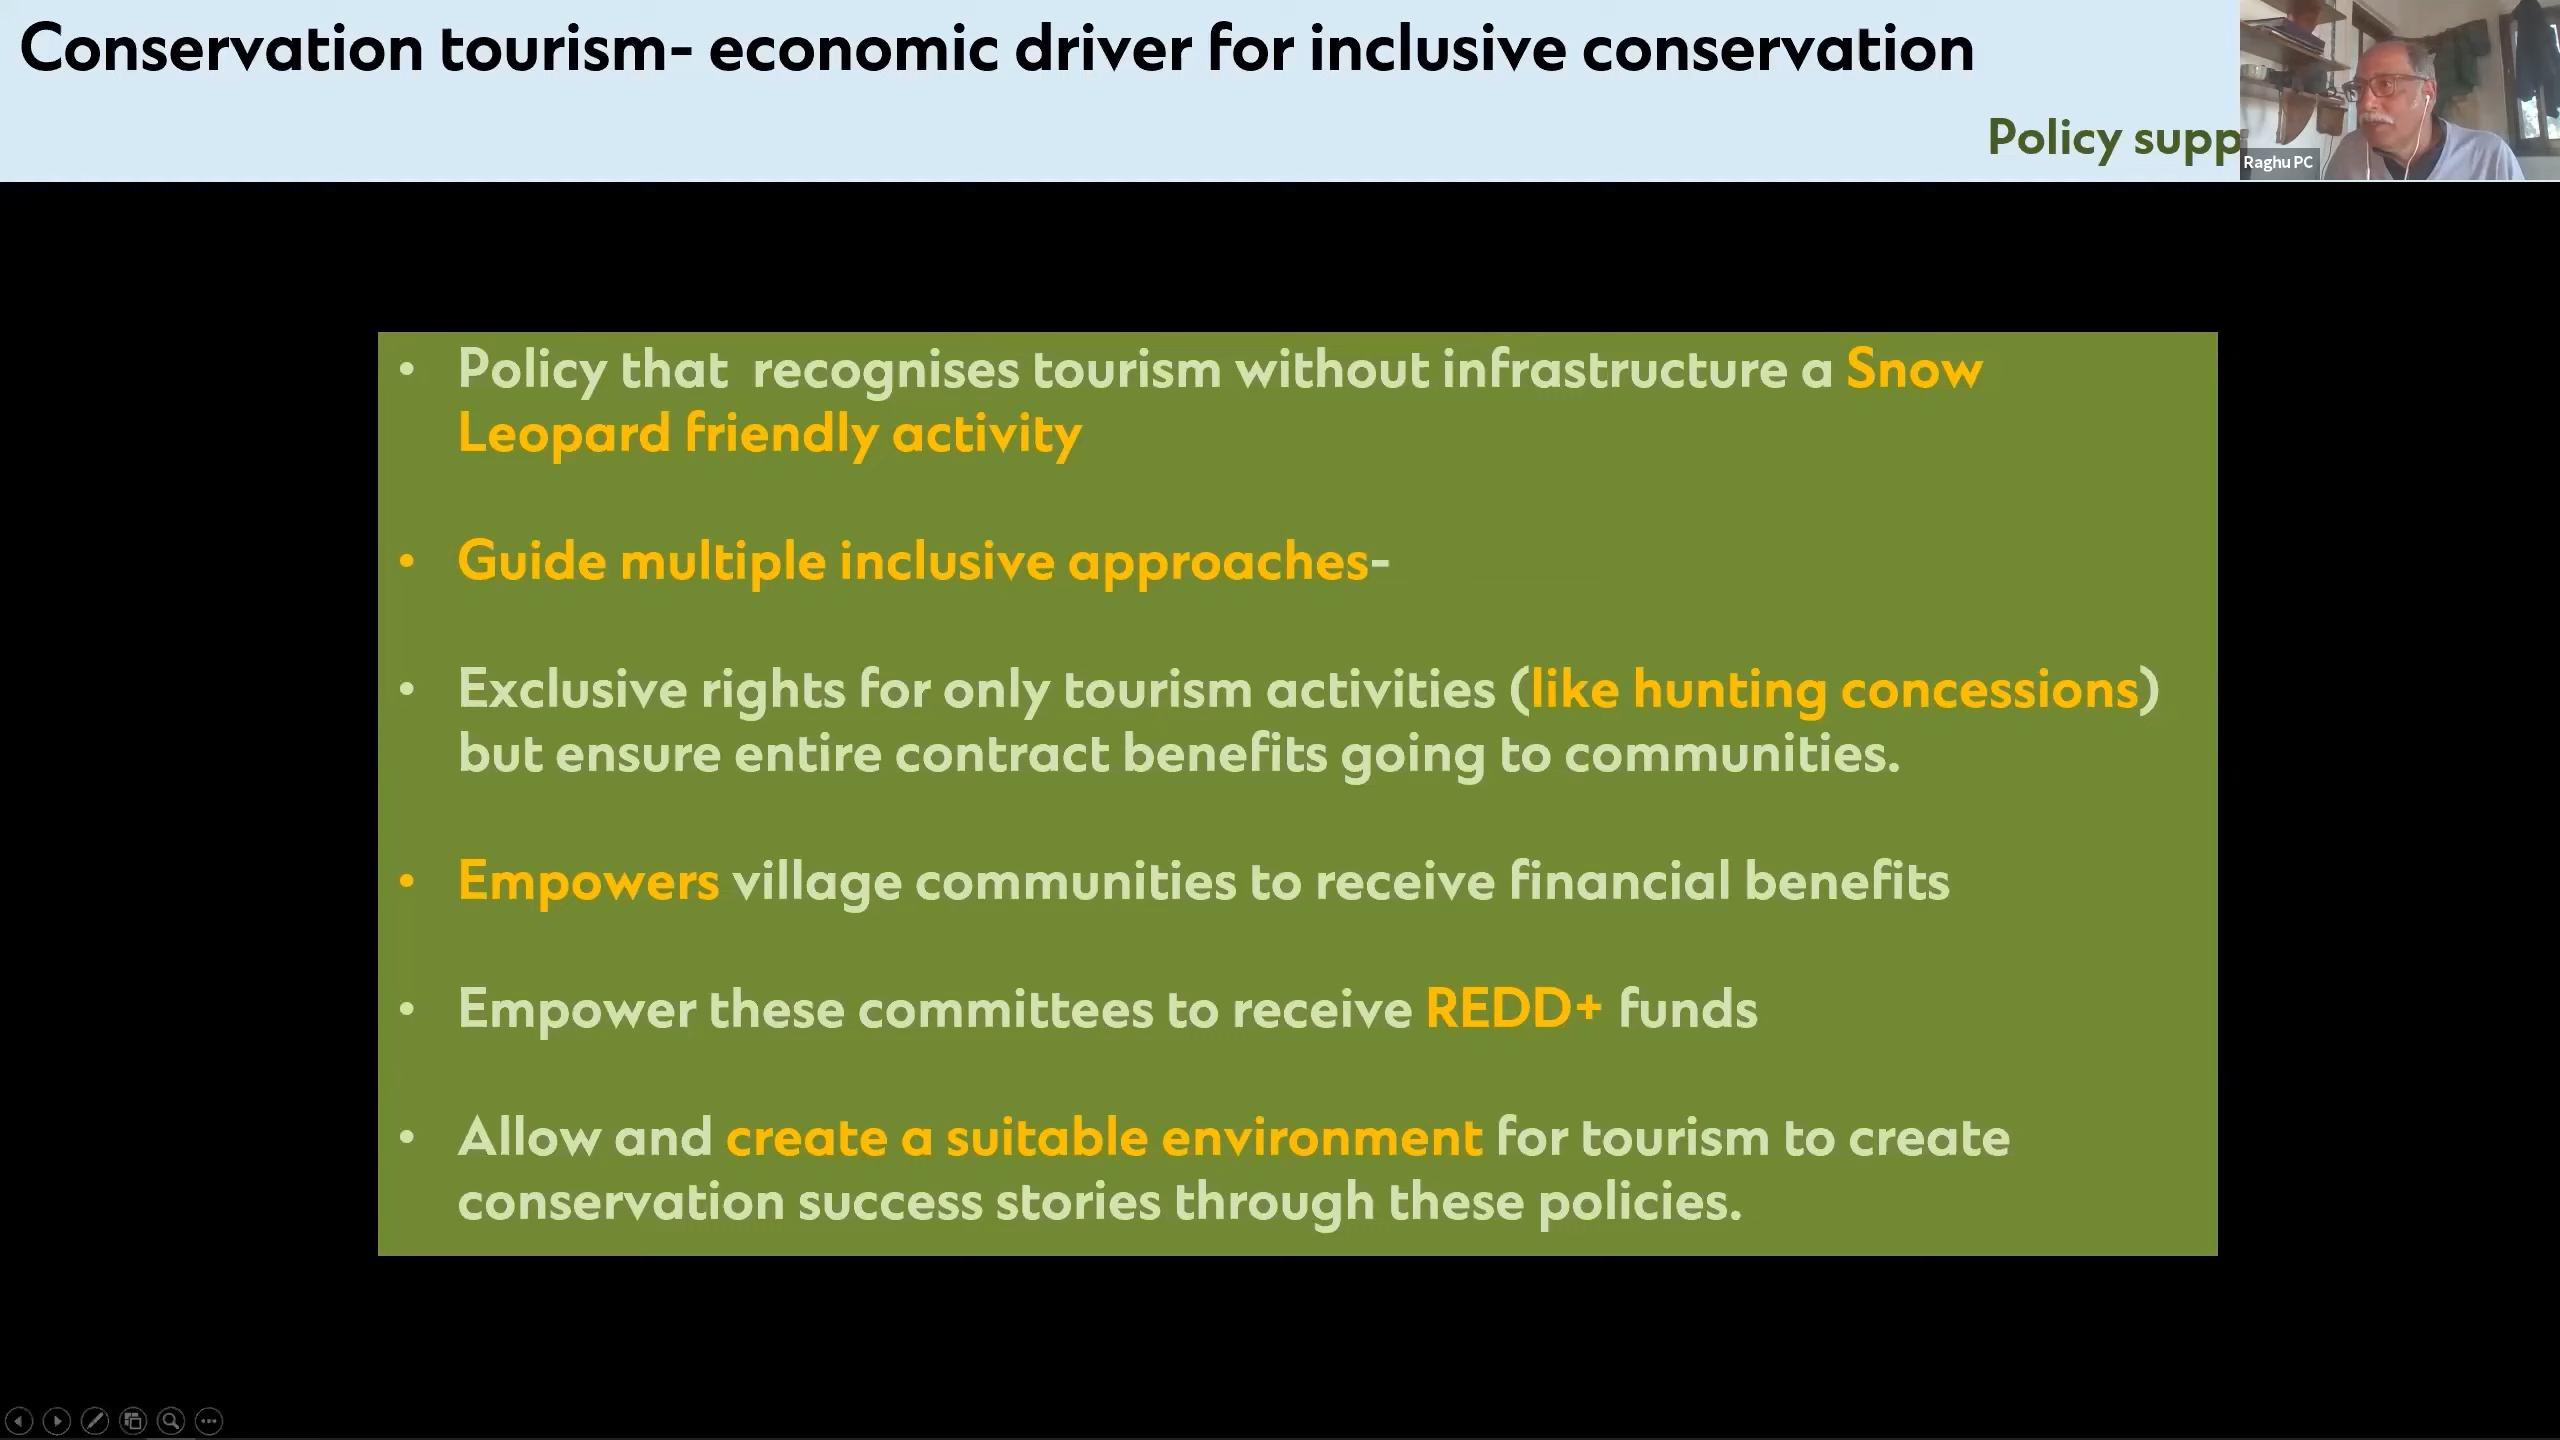 Conservation tourism- economic driver for inclusive conservation
Policy supp
Raghu PC
• Policy that  recognises tourism without infrastructure a Snow
Leopard friendly activity
• Guide multiple inclusive approaches-
• Exclusive rights for only tourism activities (like hunting concessions)
but ensure entire contract benefits going to communities.
• Empowers village communities to receive financial benefits
• Empower these committees to receive REDD+ funds
• Allow and create a suitable environment for tourism to create
conservation success stories through these policies.